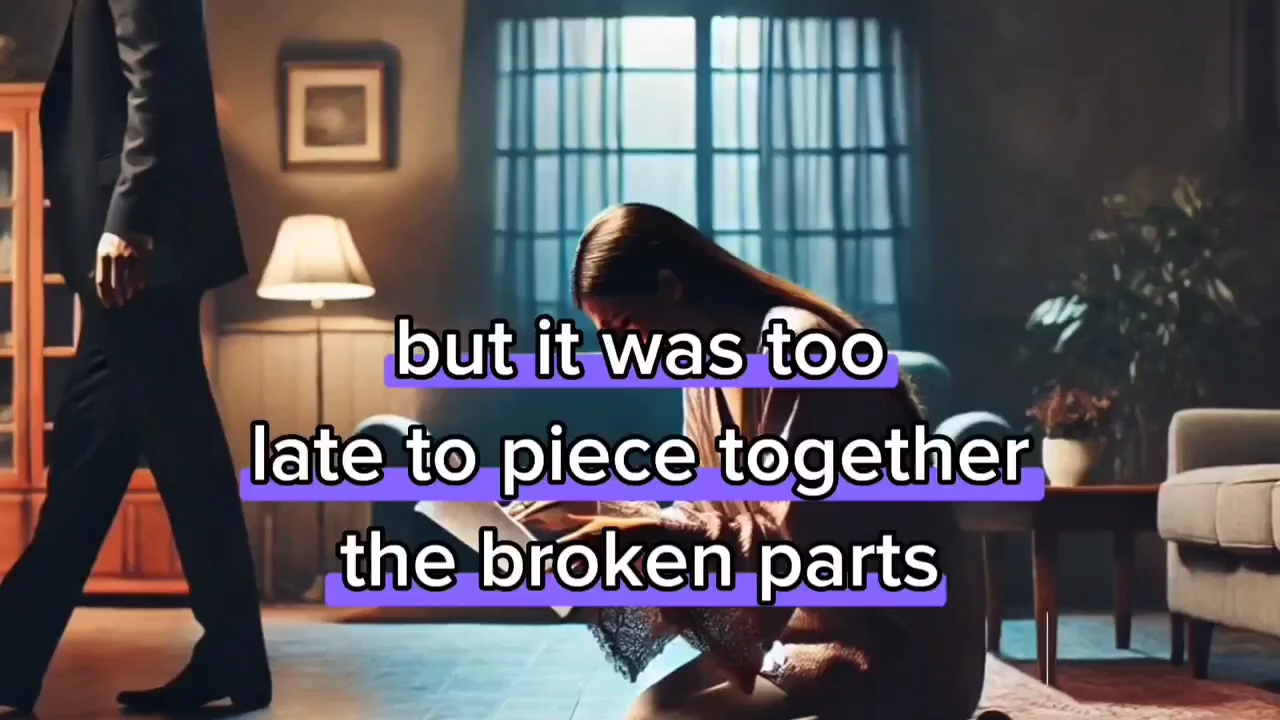 but it was too
late to piece together
the broken parts